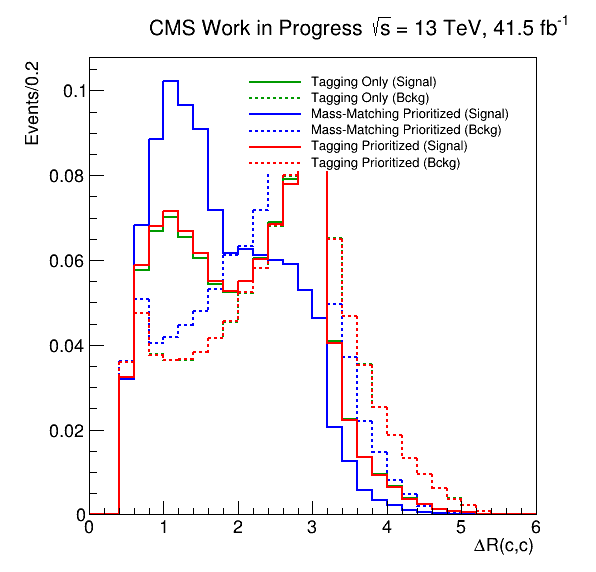 CMS Work in Progress √s = 13 TeV, 41.5 fb⁻¹
Events/0.2
Tagging Only (Signal)
Tagging Only (Bckg)
Mass-Matching Prioritized (Signal)
Mass-Matching Prioritized (Bckg)
Tagging Prioritized (Signal)
Tagging Prioritized (Bckg)
0.1
0.08
0.06
0.04
0.02
0
0 1 2 3 4 5 6
ΔR(c,c)